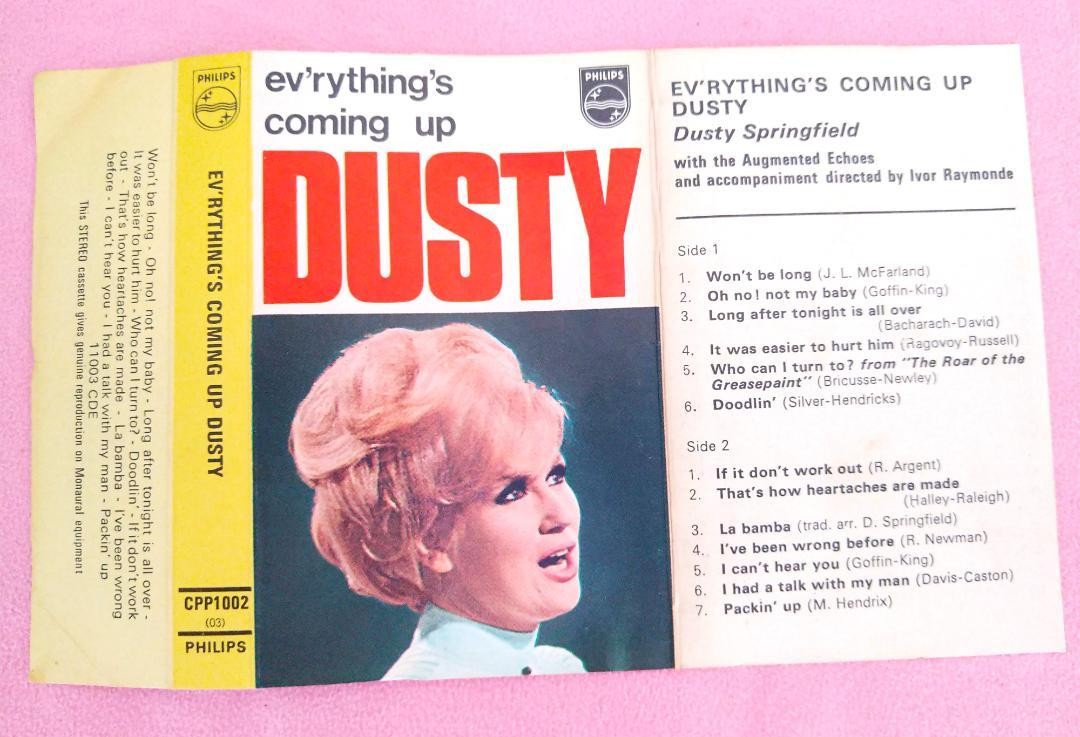 Won't be long - Oh no! not my baby - Long after tonight is all over -
It was easier to hurt him - Who can I turn to? - Doodlin' - If it don't work
out - That's how heartaches are made - La bamba - I've been wrong
before - I can't hear you - I had a talk with my man - Packin' up
11003 CDE
This STEREO cassette gives genuine reproduction on Monaural equipment
PHILIPS
EV'RYTHING'S COMING UP DUSTY
CPP1002
(03)
PHILIPS
ev'rything's
coming up
DUSTY
PHILIPS
EV'RYTHING'S COMING UP
DUSTY
Dusty Springfield
with the Augmented Echoes
and accompaniment directed by Ivor Raymonde
Side 1
1. Won't be long (J. L. McFarland)
2. Oh no! not my baby (Goffin-King)
3. Long after tonight is all over
(Bacharach-David)
4. It was easier to hurt him (Ragovoy-Russell)
5. Who can I turn to? from "The Roar of the
Greasepaint" (Bricusse-Newley)
6. Doodlin' (Silver-Hendricks)
Side 2
1. If it don't work out (R. Argent)
2. That's how heartaches are made
(Halley-Raleigh)
3. La bamba (trad. arr. D. Springfield)
4. I've been wrong before (R. Newman)
5. I can't hear you (Goffin-King)
6. I had a talk with my man (Davis-Caston)
7. Packin' up (M. Hendrix)